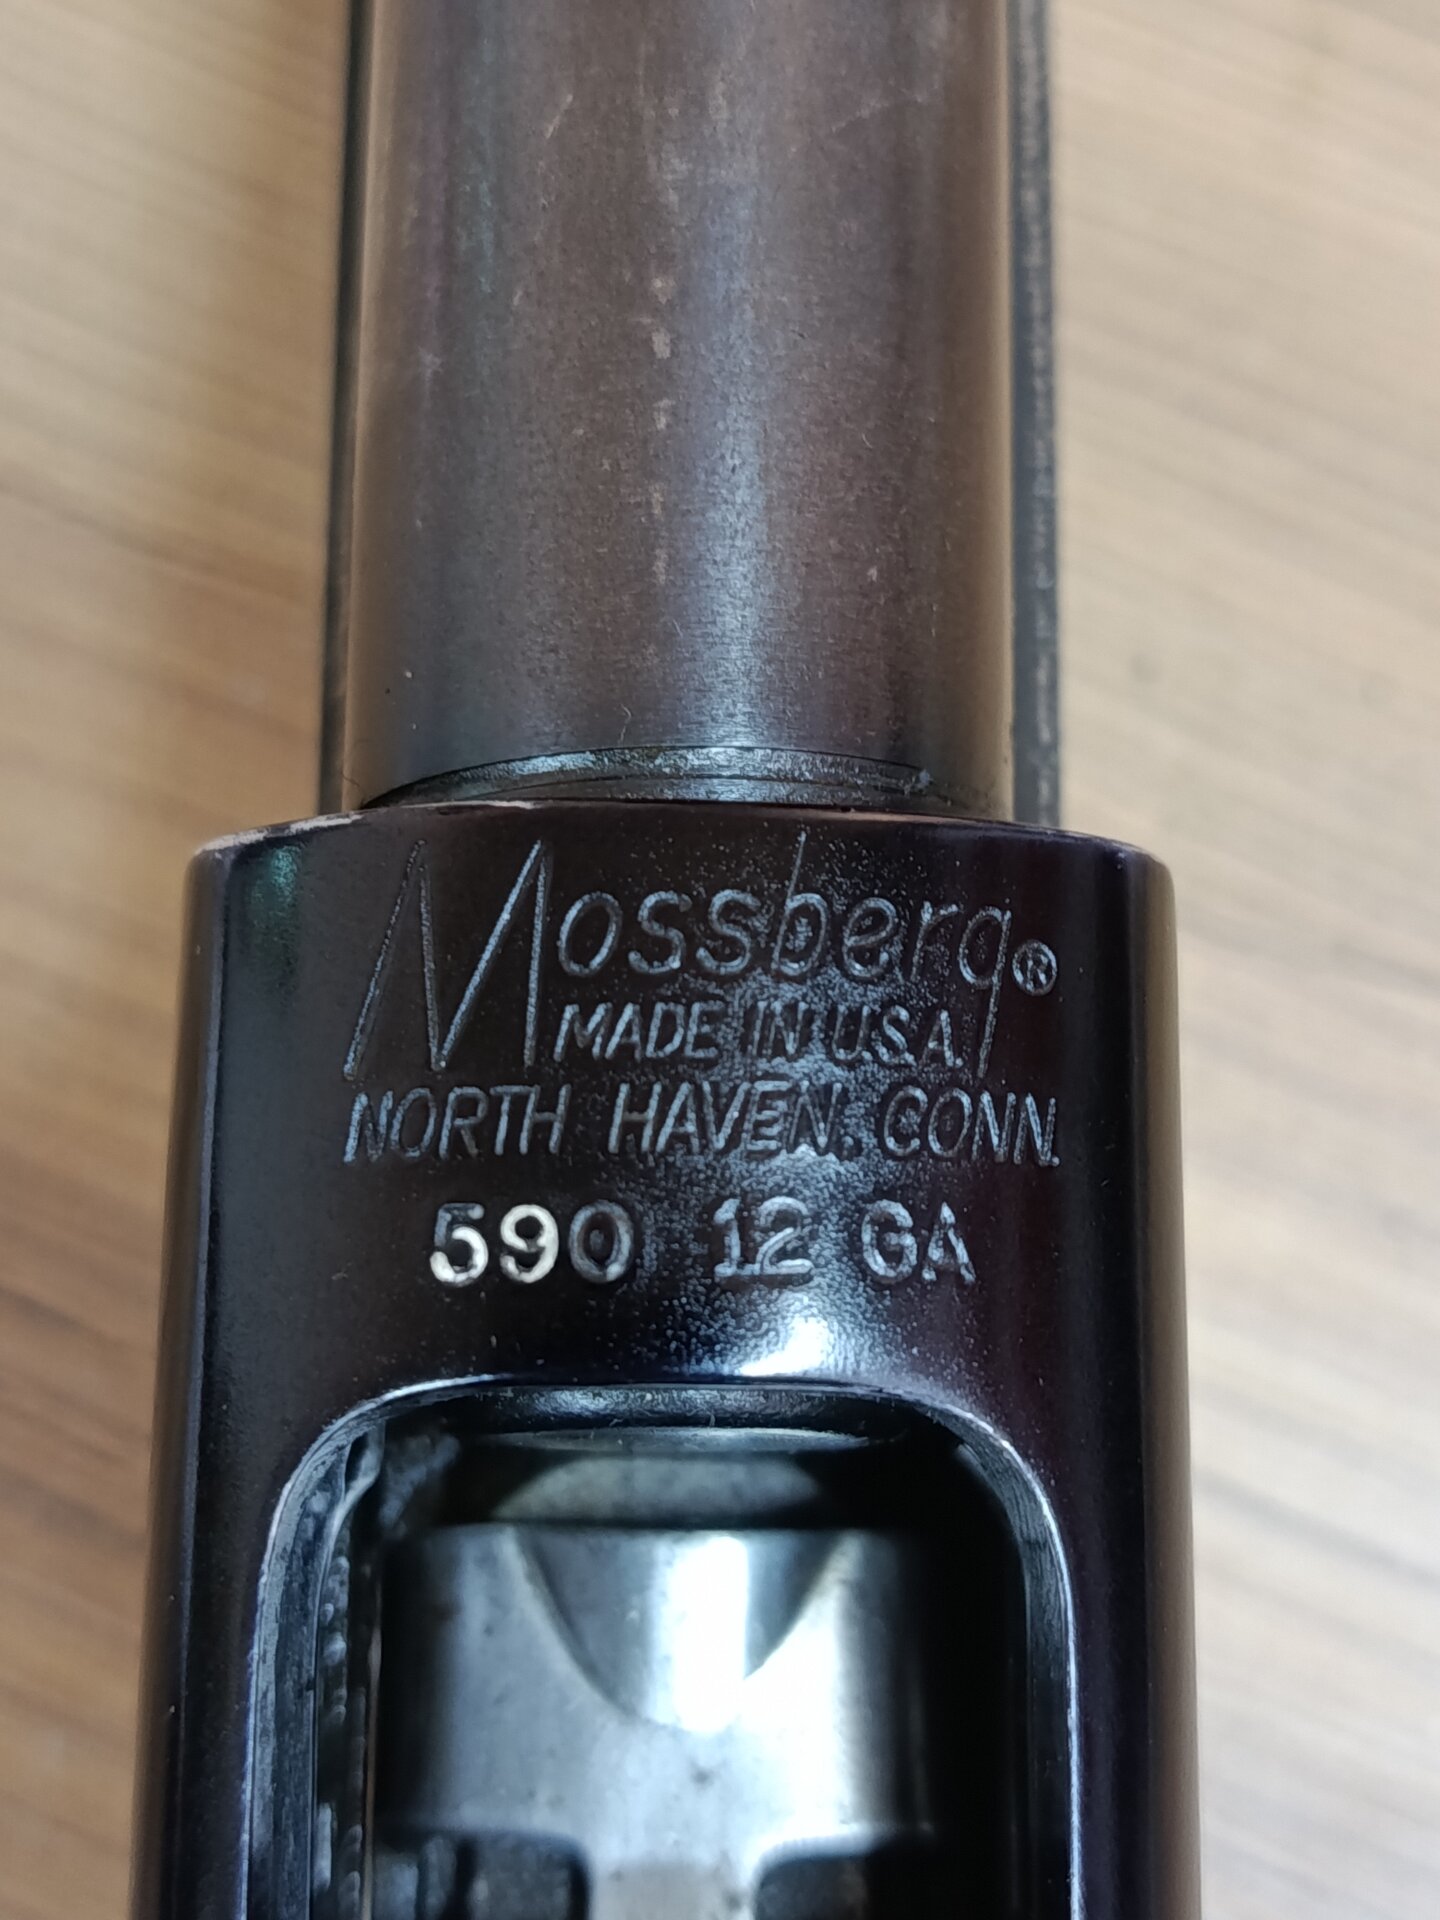 Mossberg®
MADE IN U.S.A.
NORTH HAVEN. CONN.
590 12 GA